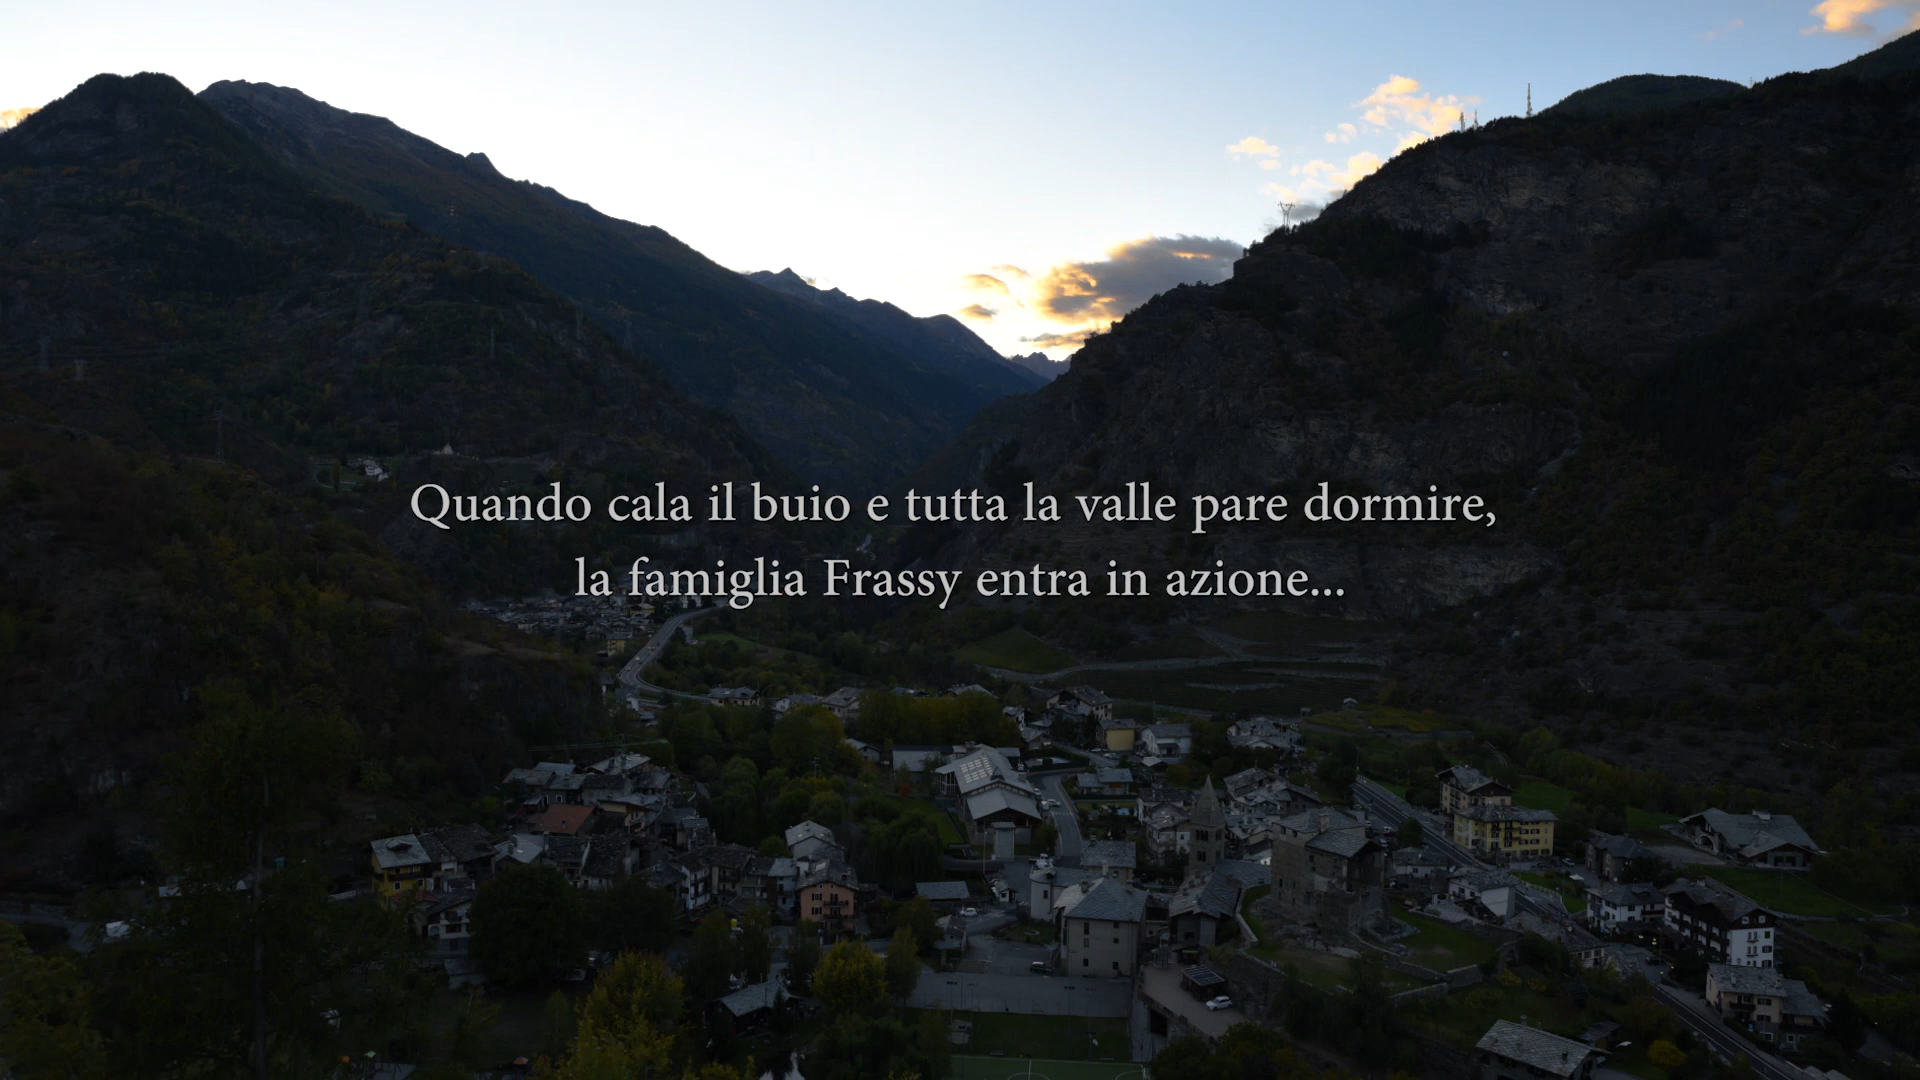 Quando cala il buio e tutta la valle pare dormire,
la famiglia Frassy entra in azione...